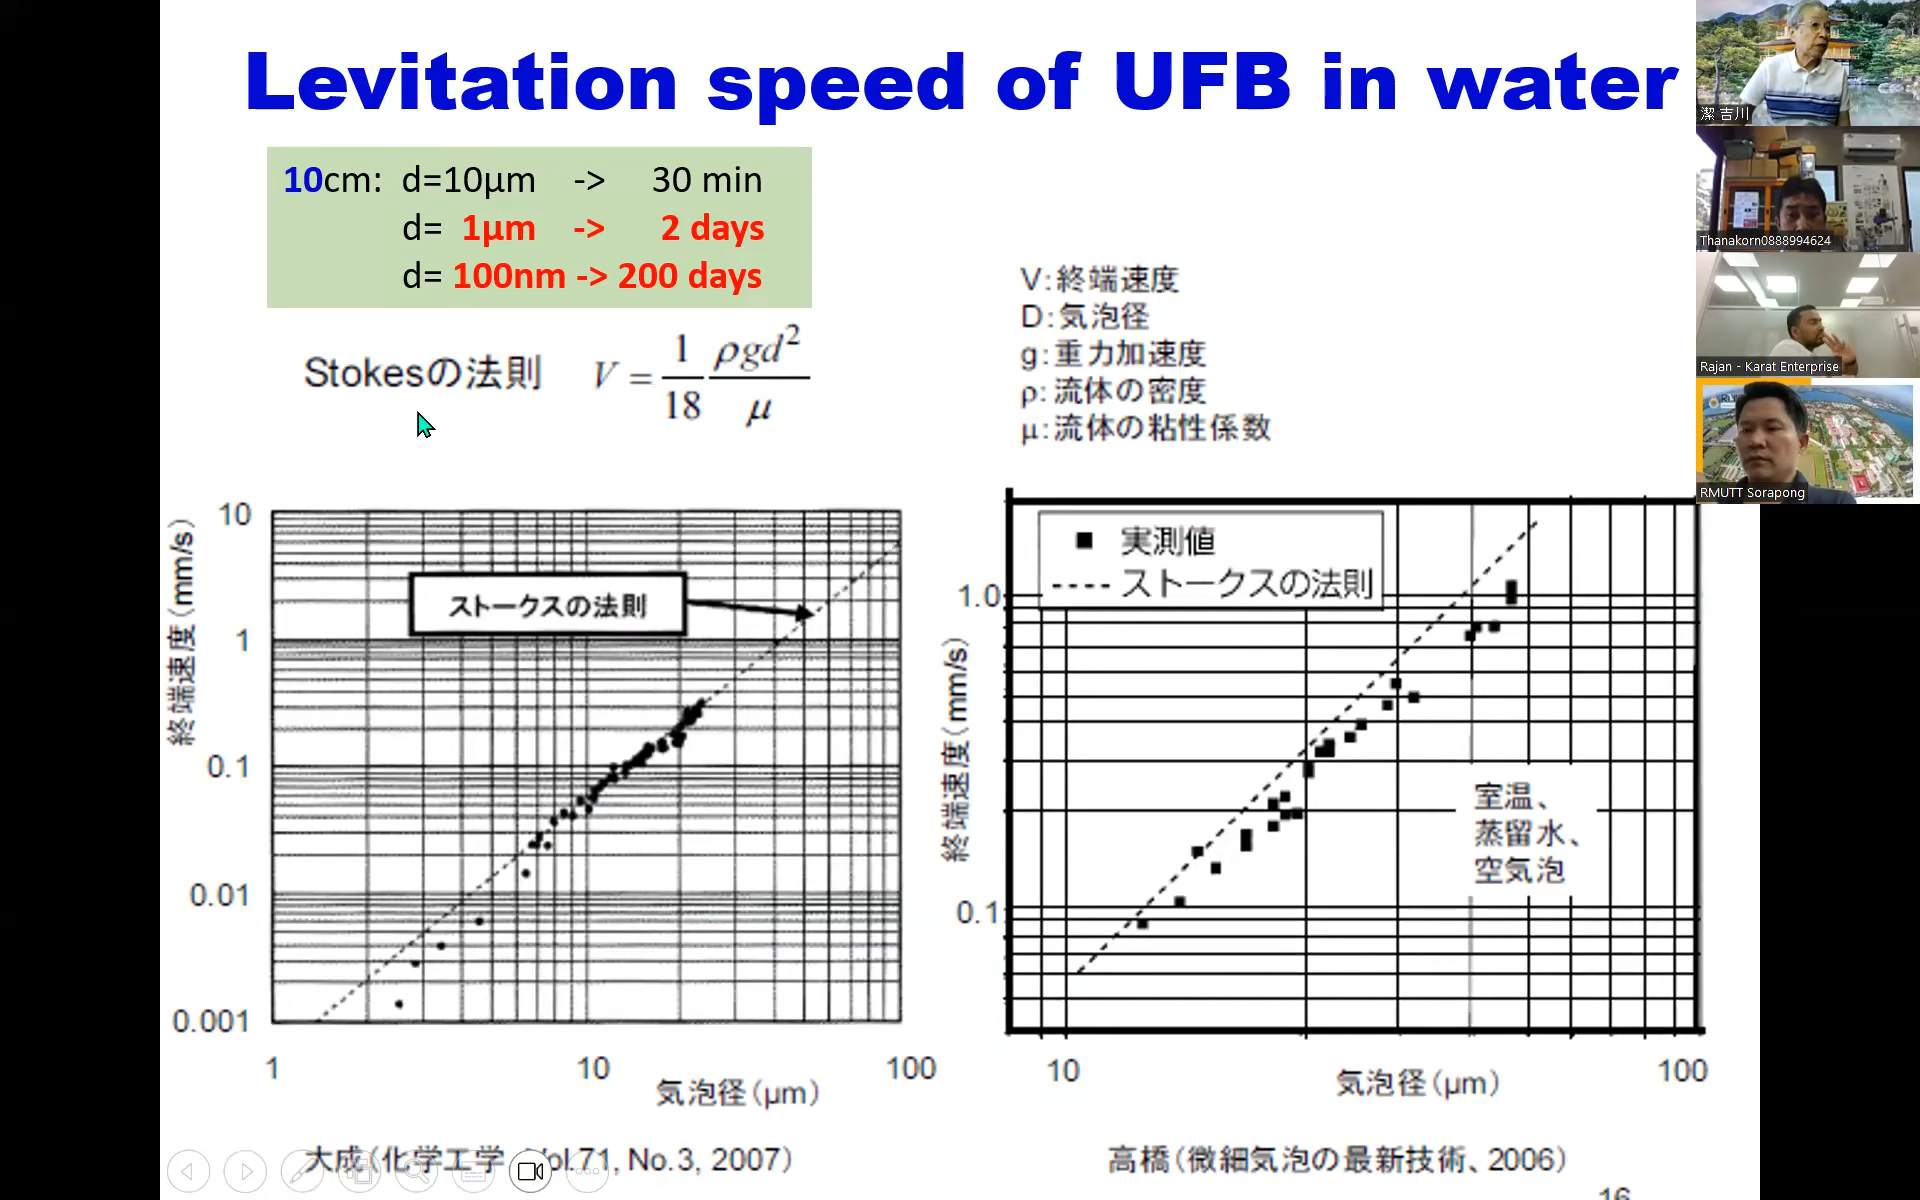 Levitation speed of UFB in water
10cm: d=10μm -> 30 min
d= 1μm -> 2 days
d= 100nm -> 200 days
Stokesの法則 V = 1/18 ρgd²/μ
V:終端速度
D:気泡径
g:重力加速度
ρ:流体の密度
μ:流体の粘性係数
潔 吉川
Thanakorn0888994624
Rajan - Karat Enterprise
RMUTT Sorapong
終端速度(mm/s)
10
1
0.1
0.01
0.001
ストークスの法則
1 10 100
気泡径(μm)
大成(化学工学 Vol.71, No.3, 2007)
終端速度(mm/s)
1.0
0.1
■ 実測値
---- ストークスの法則
室温、
蒸留水、
空気泡
10 100
気泡径(μm)
高橋(微細気泡の最新技術、2006)
16